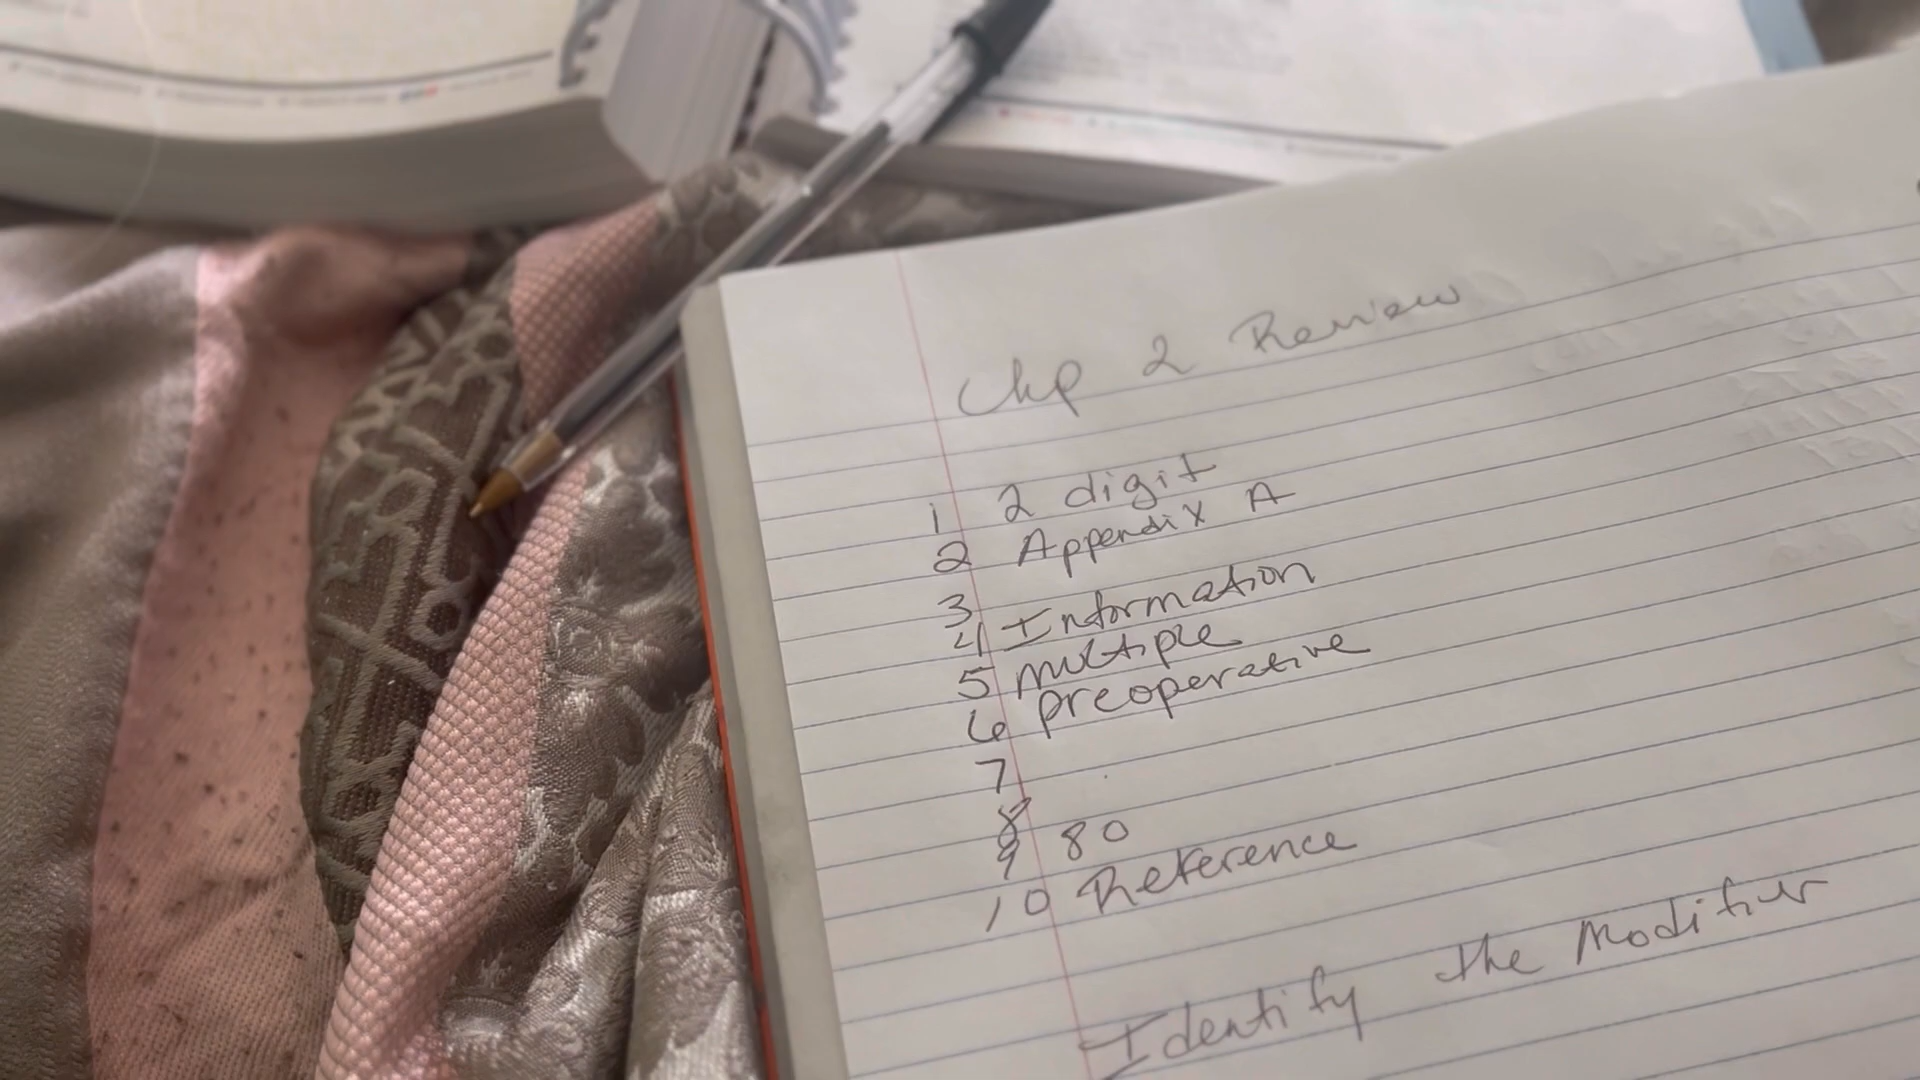 Chp 2 Review
1 2 digit
2 Appendix A
3
4 Information
5 multiple
6 preoperative
7
8
9 80
10 Reference
Identify the Modifier